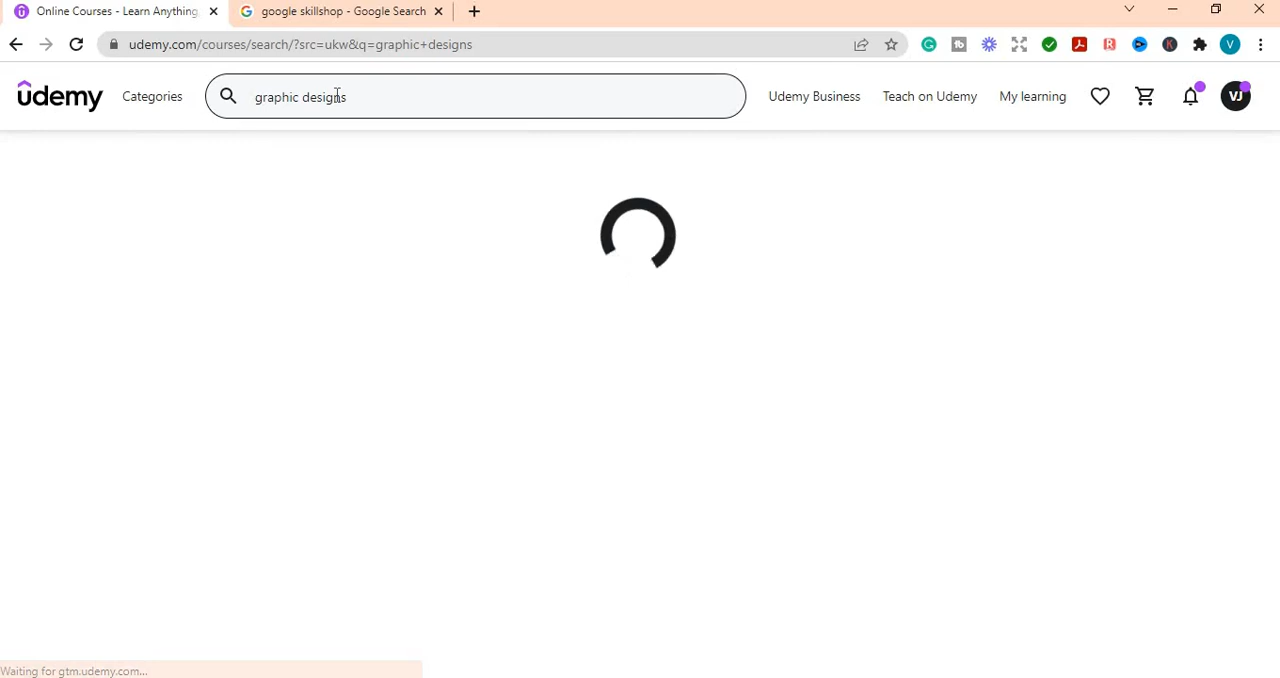 Online Courses - Learn Anything,
google skillshop - Google Search
udemy.com/courses/search/?src=ukw&q=graphic+designs
V
udemy
Categories
graphic designs
Udemy Business
Teach on Udemy
My learning
VJ
Waiting for gtm.udemy.com...